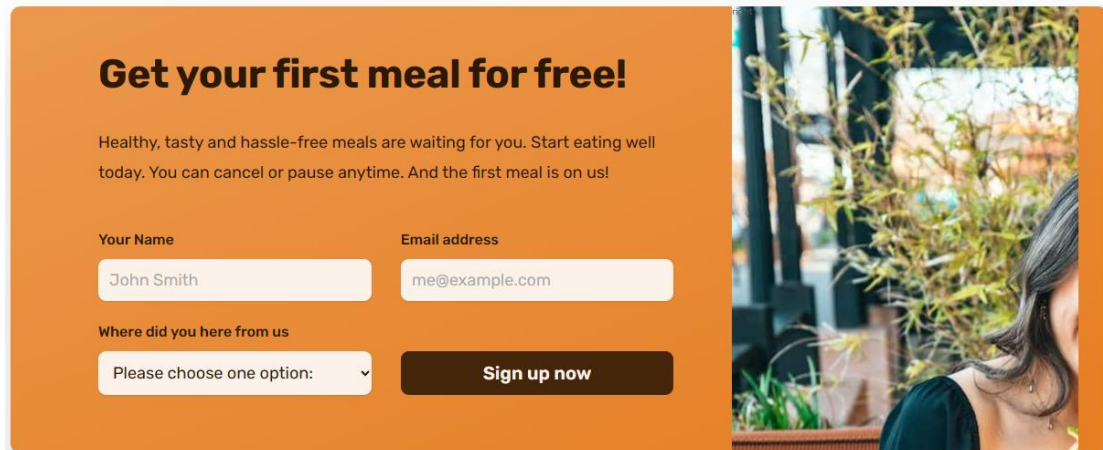 Get your first meal for free!
Healthy, tasty and hassle-free meals are waiting for you. Start eating well
today. You can cancel or pause anytime. And the first meal is on us!
Your Name
Email address
John Smith
me@example.com
Where did you here from us
Please choose one option:
Sign up now